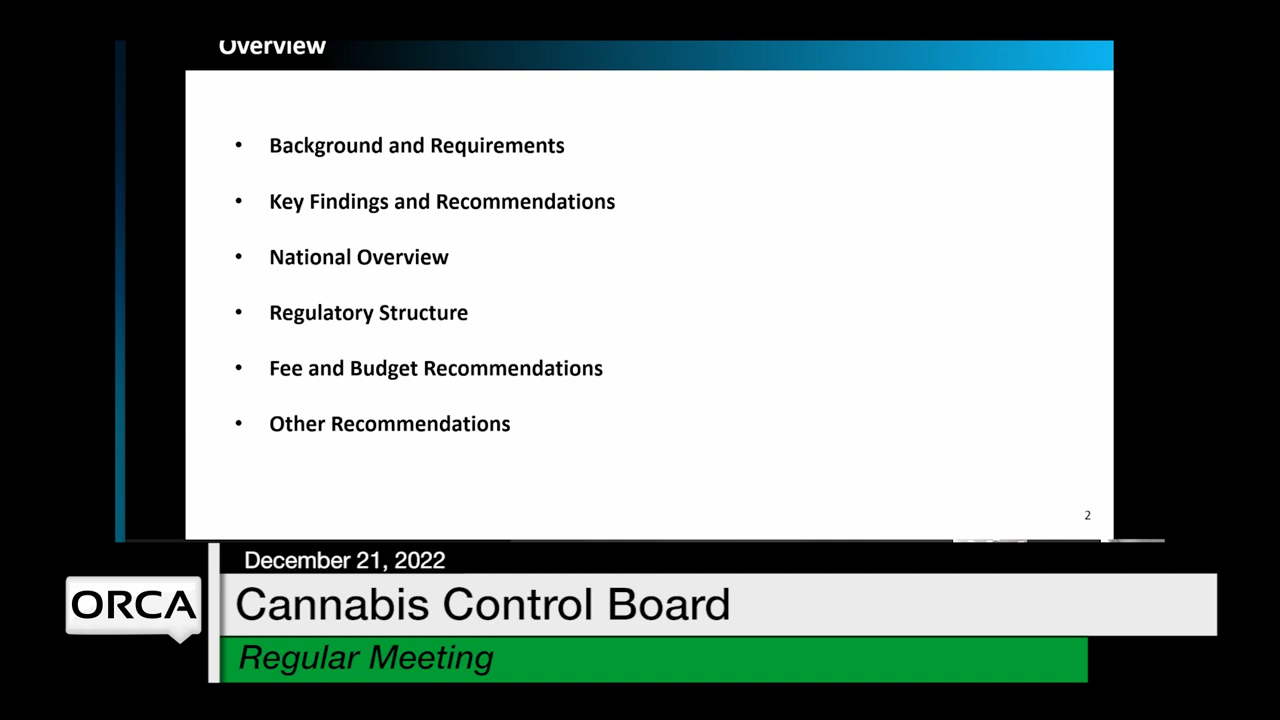 Overview
• Background and Requirements
• Key Findings and Recommendations
• National Overview
• Regulatory Structure
• Fee and Budget Recommendations
• Other Recommendations
2
December 21, 2022
ORCA
Cannabis Control Board
Regular Meeting